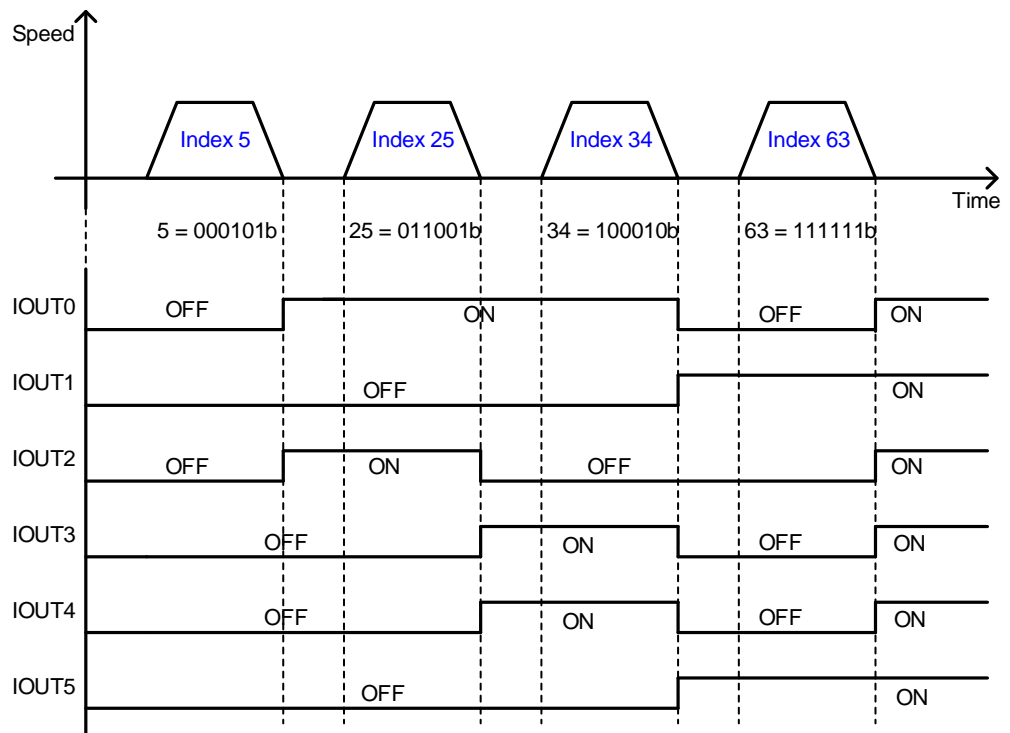 Speed
Index 5
Index 25
Index 34
Index 63
Time
5 = 000101b
25 = 011001b
34 = 100010b
63 = 111111b
IOUT0
OFF
ON
OFF
ON
IOUT1
OFF
ON
IOUT2
OFF
ON
OFF
ON
IOUT3
OFF
ON
OFF
ON
IOUT4
OFF
ON
OFF
ON
IOUT5
OFF
ON